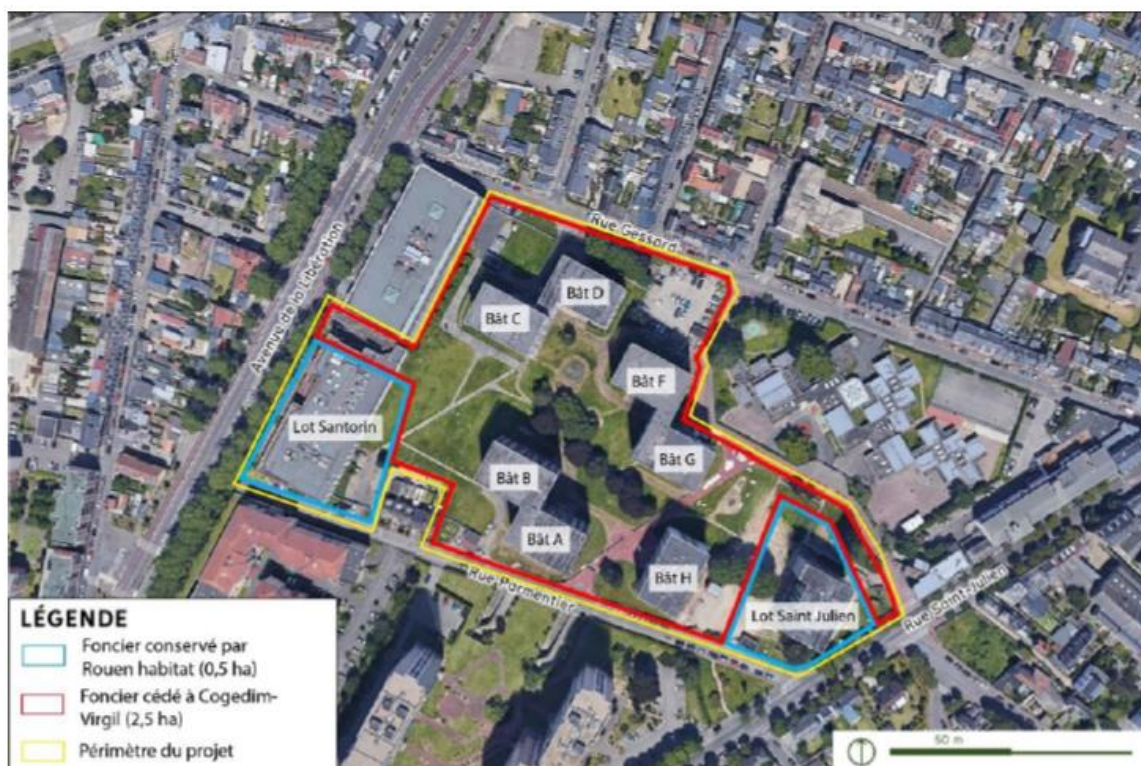 Rue Gessard
Avenue de la Libération
Bât D
Bât C
Bât F
Lot Santorin
Bât G
Bât B
Bât A
Bât H
Rue Parmentier
Lot Saint Julien
Rue Saint-Julien
LÉGENDE
Foncier conservé par
Rouen habitat (0,5 ha)
Foncier cédé à Cogedim-
Virgil (2,5 ha)
Périmètre du projet
50 m